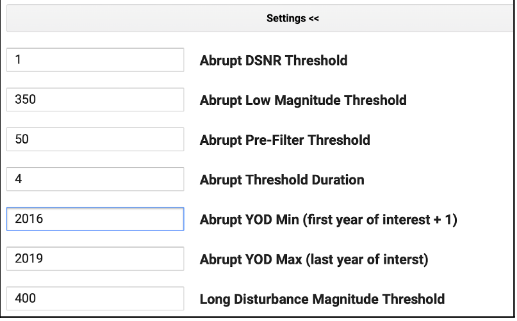 Settings <<
1 Abrupt DSNR Threshold
350 Abrupt Low Magnitude Threshold
50 Abrupt Pre-Filter Threshold
4 Abrupt Threshold Duration
2016 Abrupt YOD Min (first year of interest + 1)
2019 Abrupt YOD Max (last year of interst)
400 Long Disturbance Magnitude Threshold